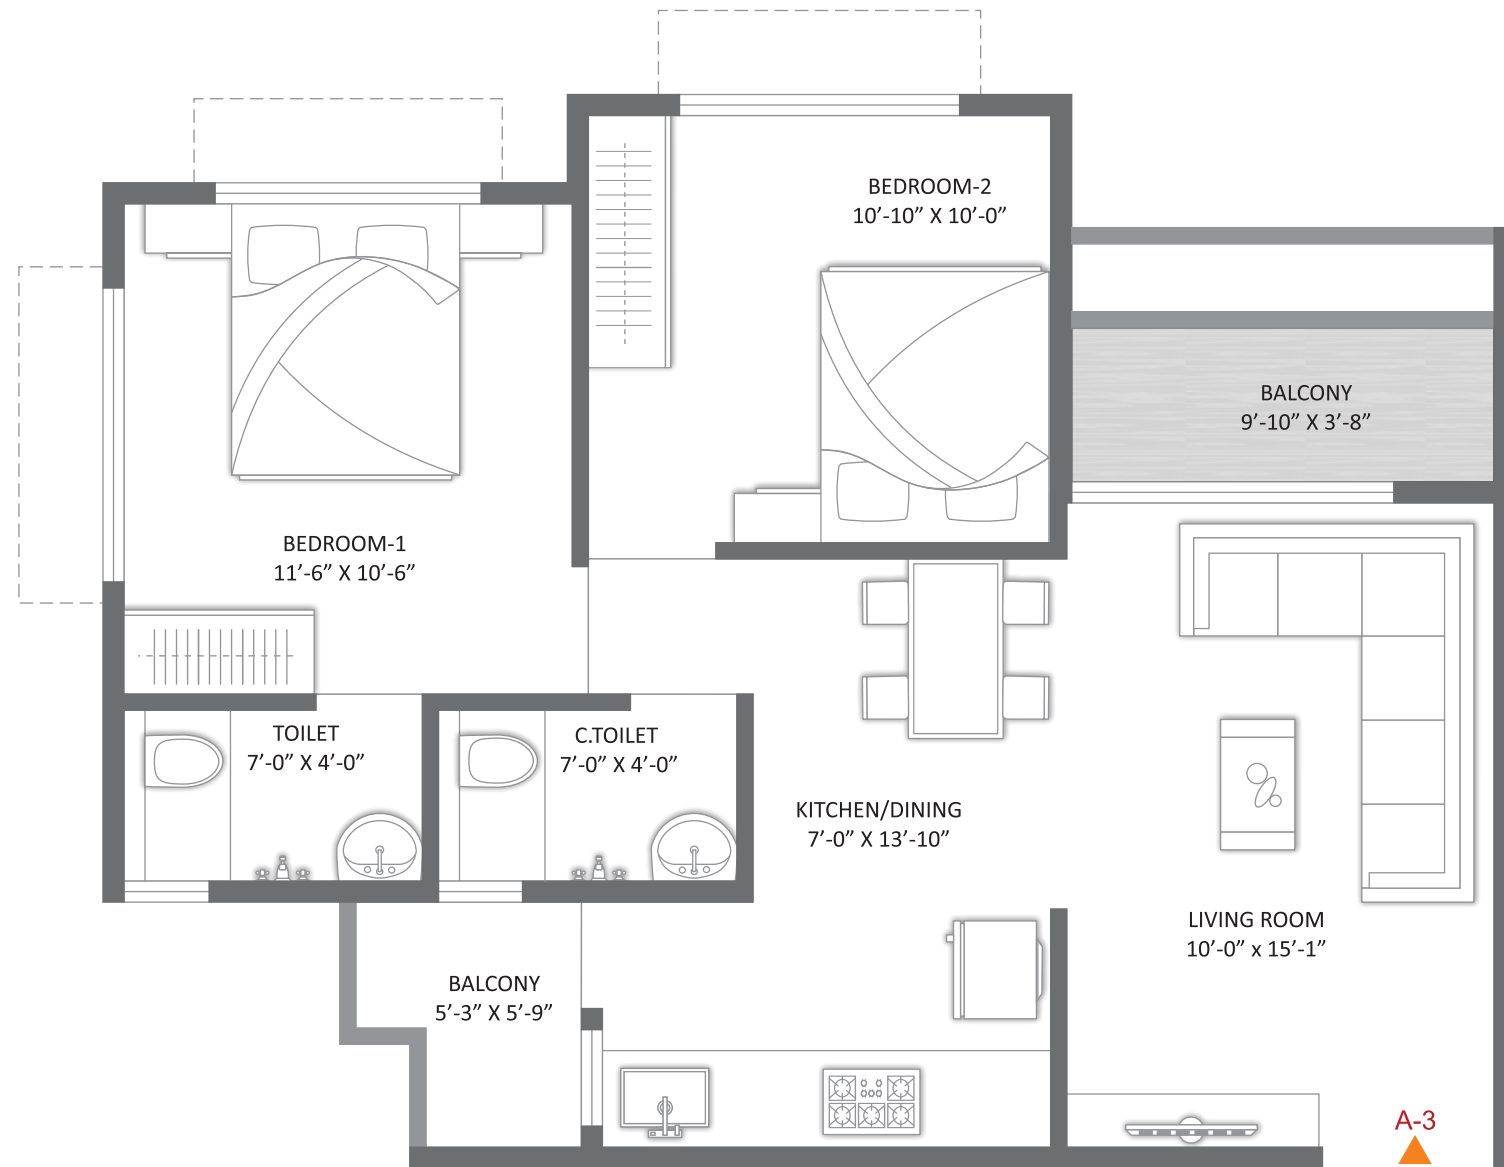 BEDROOM-2
10’-10” X 10’-0”
BALCONY
9’-10” X 3’-8”
BEDROOM-1
11’-6” X 10’-6”
TOILET
7’-0” X 4’-0”
C.TOILET
7’-0” X 4’-0”
KITCHEN/DINING
7’-0” X 13’-10”
LIVING ROOM
10’-0” x 15’-1”
BALCONY
5’-3” X 5’-9”
A-3